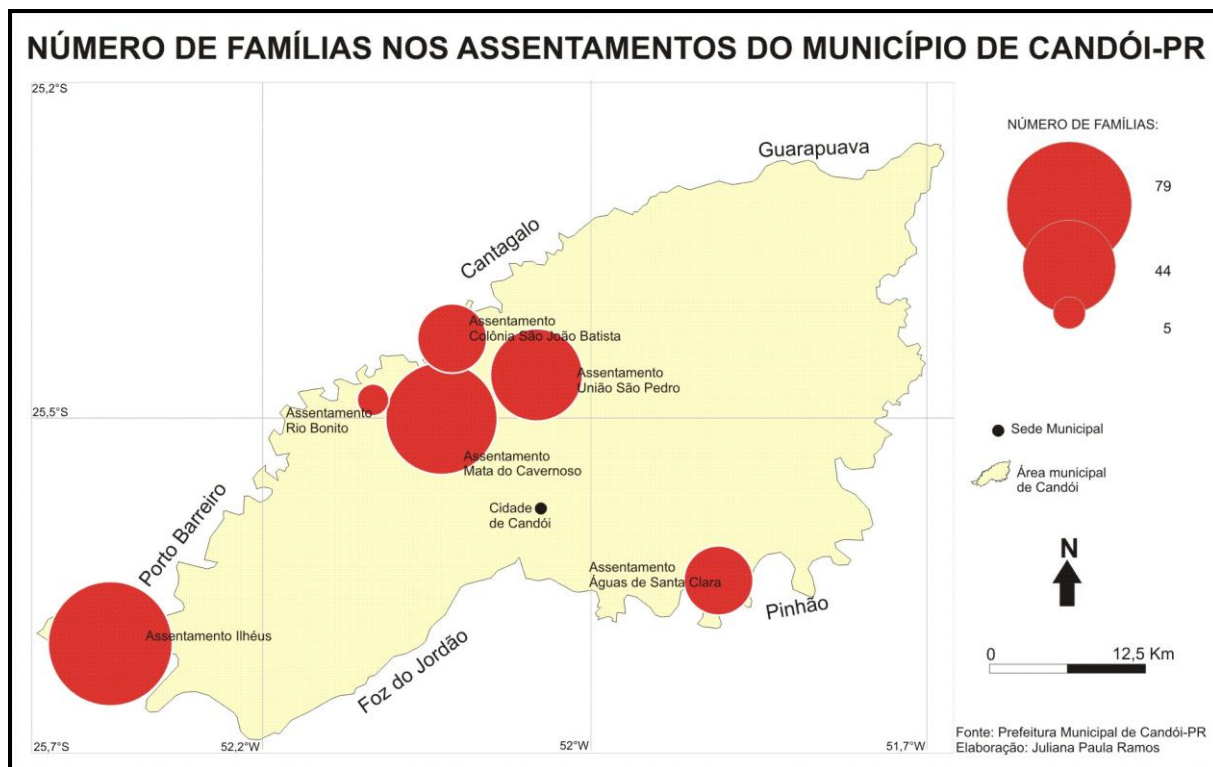 NÚMERO DE FAMÍLIAS NOS ASSENTAMENTOS DO MUNICÍPIO DE CANDÓI-PR
25,2°S
Guarapuava
Cantagalo
Assentamento
Colônia São João Batista
Assentamento
União São Pedro
25,5°S
Assentamento
Rio Bonito
Assentamento
Mata do Cavernoso
Cidade
de Candói
Porto Barreiro
Assentamento
Águas de Santa Clara
Pinhão
Assentamento Ilhéus
Foz do Jordão
25,7°S
52,2°W
52°W
51,7°W
NÚMERO DE FAMÍLIAS:
79
44
5
Sede Municipal
Área municipal
de Candói
N
0 12,5 Km
Fonte: Prefeitura Municipal de Candói-PR
Elaboração: Juliana Paula Ramos